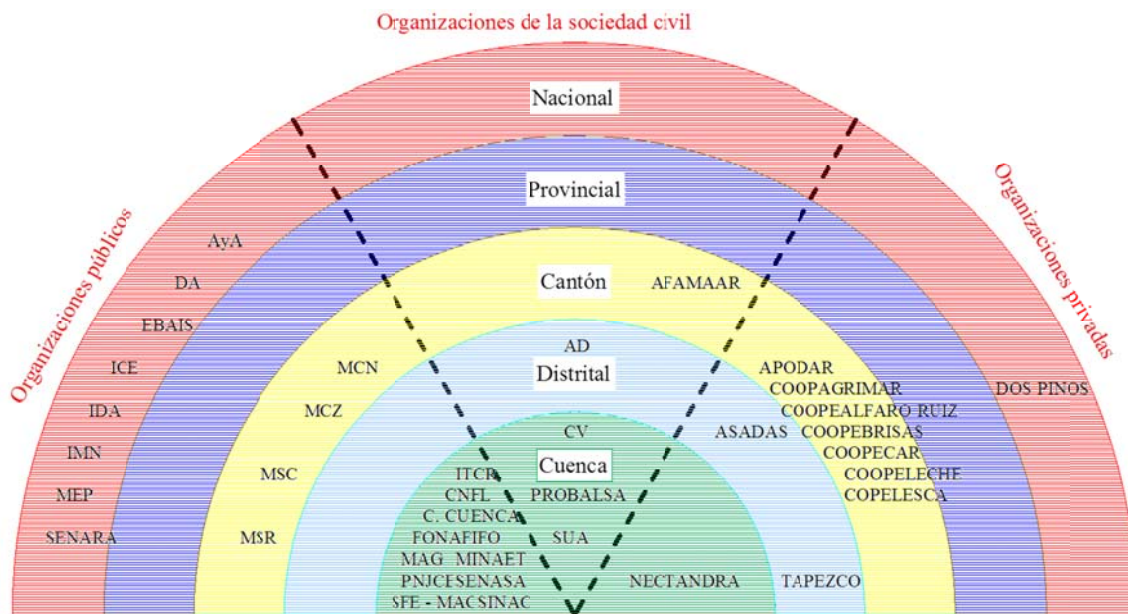 Organizaciones de la sociedad civil
Nacional
Provincial
Organizaciones públicos
Organizaciones privadas
AyA
DA
Cantón
AFAMAAR
EBAIS
AD
ICE
MCN
Distrital
APODAR
COOPAGRIMAR
DOS PINOS
IDA
MCZ
COOPEALFARO RUIZ
CV
ASADAS
COOPEBRISAS
IMN
COOPECAR
Cuenca
MSC
ITCR
COOPELECHE
MEP
CNFL
PROBALSA
COPELESCA
C. CUENCA
SENARA
MSR
FONAFIFO
SUA
MAG MINAET
PNJCESENASA
NECTANDRA
TAPEZCO
SFE - MACSINAC